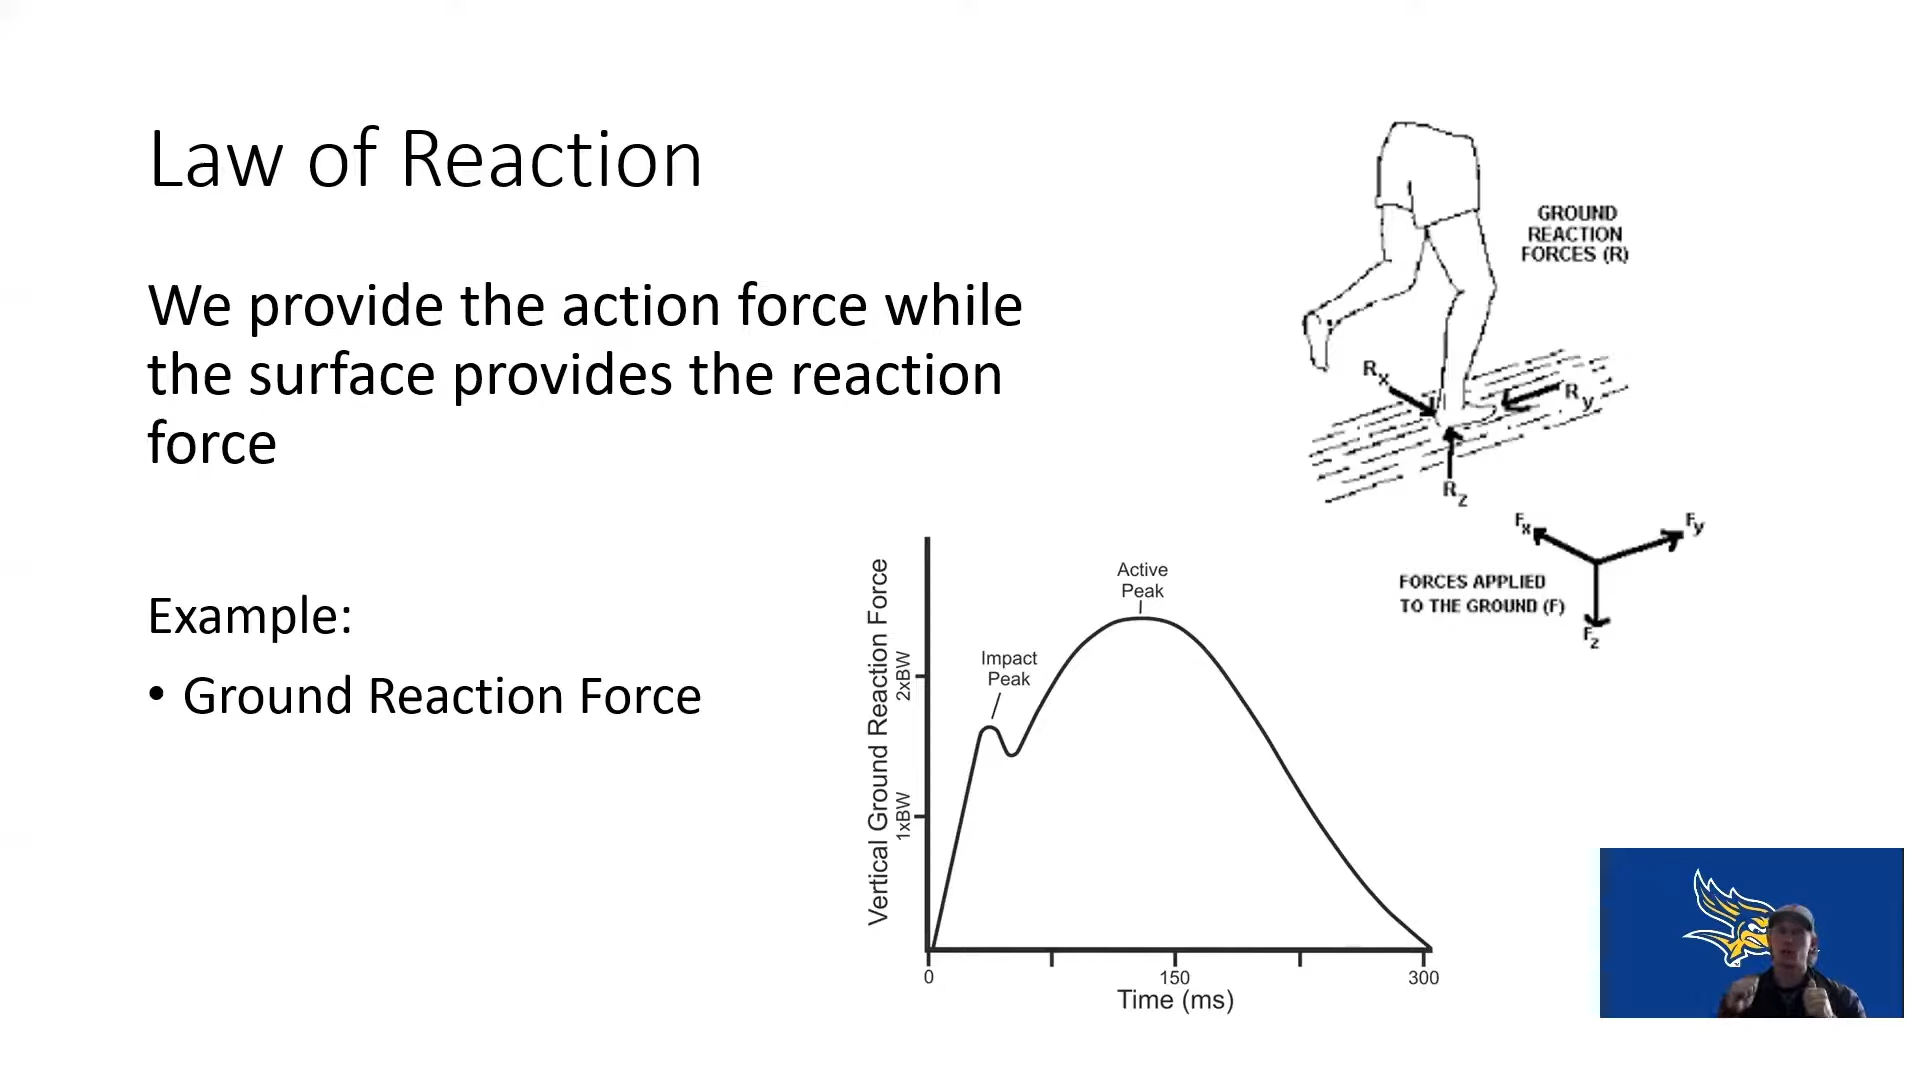 Law of Reaction
We provide the action force while
the surface provides the reaction
force
Example:
• Ground Reaction Force
GROUND
REACTION
FORCES (R)
Rx
Ry
Rz
Fx
Fy
FORCES APPLIED
TO THE GROUND (F)
Fz
Vertical Ground Reaction Force
2xBW
1xBW
Impact
Peak
Active
Peak
0
150
300
Time (ms)